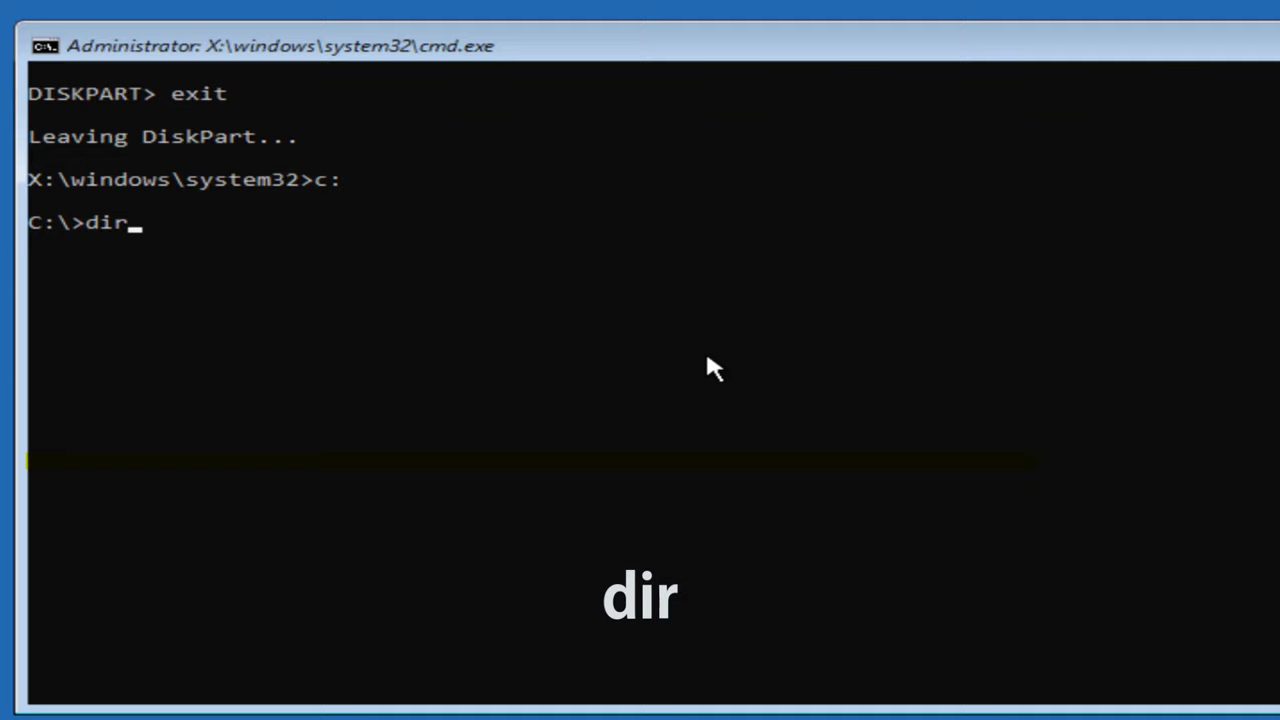 Administrator: X:\windows\system32\cmd.exe
DISKPART> exit
Leaving DiskPart...
X:\windows\system32>c:
C:\>dir
dir